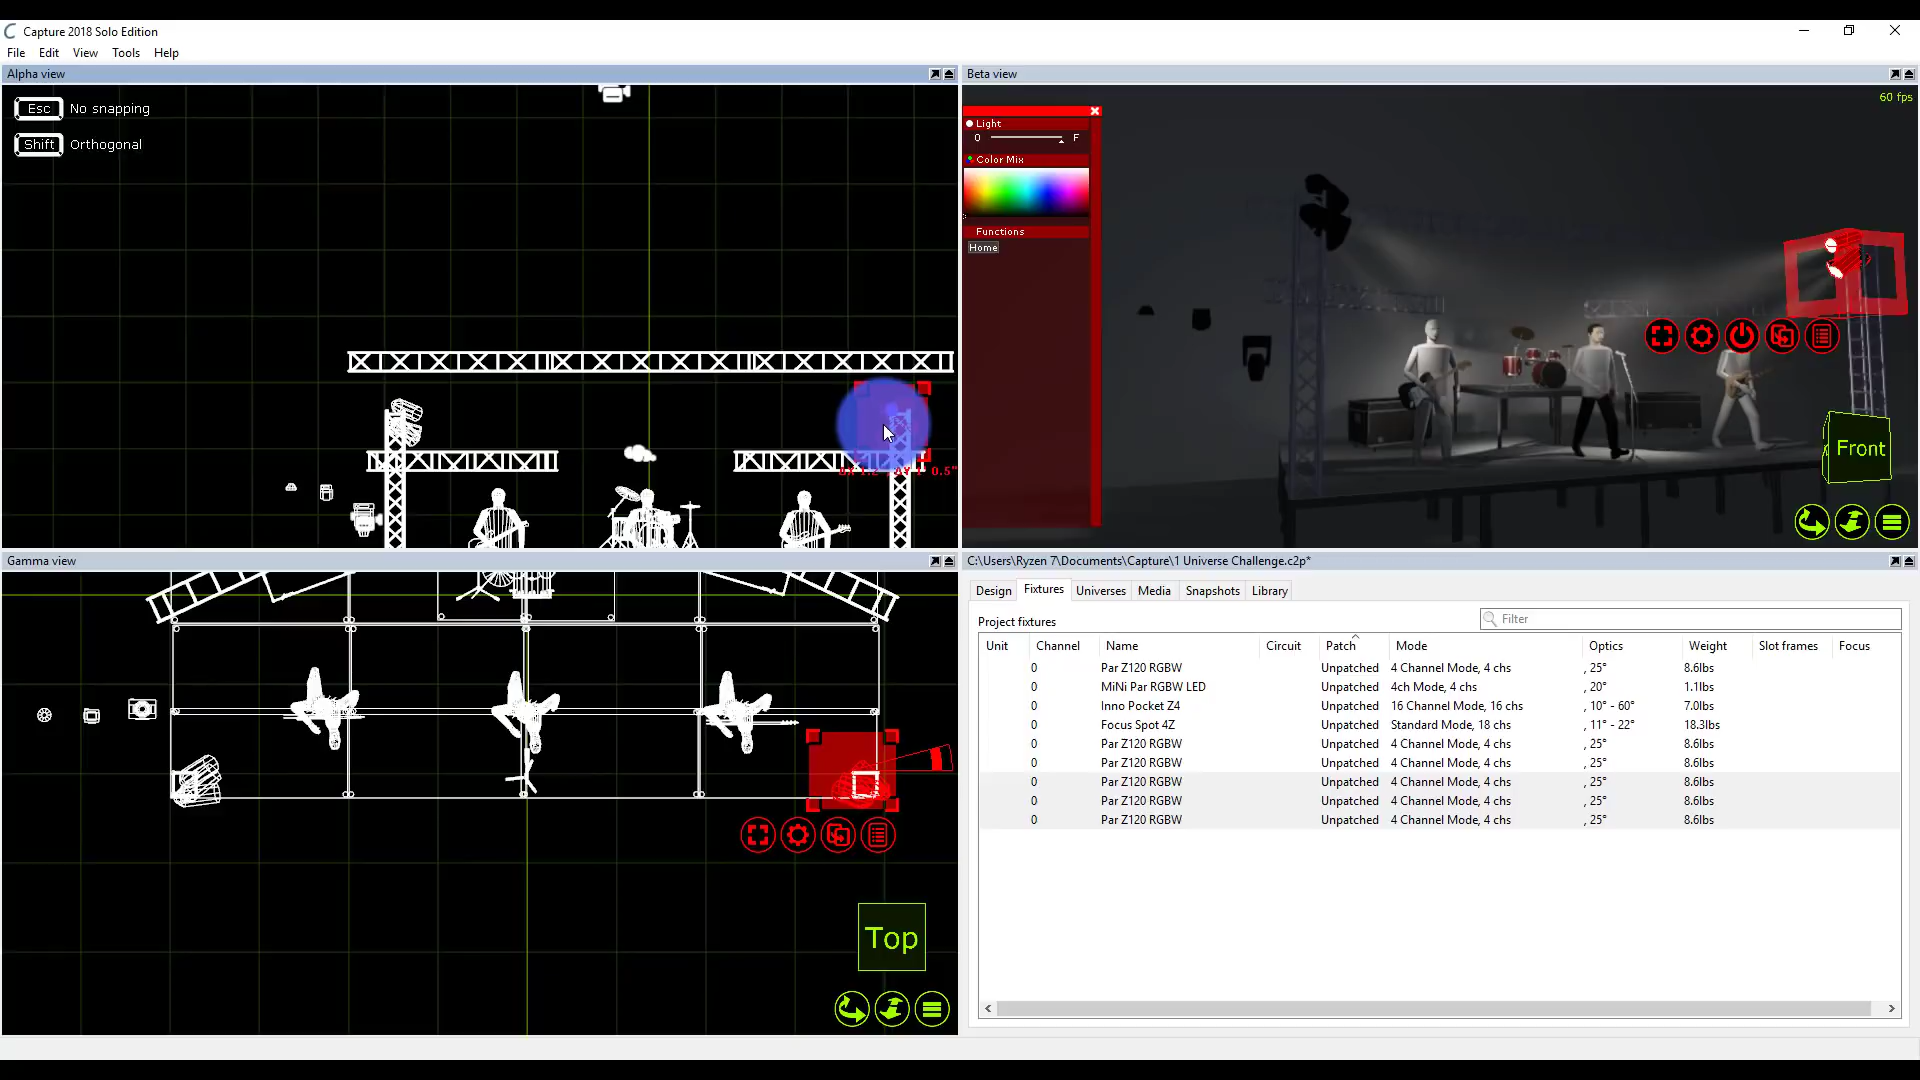 Capture 2018 Solo Edition
File Edit View Tools Help
Alpha view
Esc No snapping
Shift Orthogonal
Beta view
60 fps
Light
0 F
Color Mix
Functions
Home
Front
Gamma view
Top
C:\Users\Ryzen 7\Documents\Capture\1 Universe Challenge.c2p*
Design Fixtures Universes Media Snapshots Library
Project fixtures
Filter
Unit Channel Name Circuit Patch Mode Optics Weight Slot frames Focus
0 Par Z120 RGBW Unpatched 4 Channel Mode, 4 chs , 25° 8.6lbs
0 MiNi Par RGBW LED Unpatched 4ch Mode, 4 chs , 20° 1.1lbs
0 Inno Pocket Z4 Unpatched 16 Channel Mode, 16 chs , 10° - 60° 7.0lbs
0 Focus Spot 4Z Unpatched Standard Mode, 18 chs , 11° - 22° 18.3lbs
0 Par Z120 RGBW Unpatched 4 Channel Mode, 4 chs , 25° 8.6lbs
0 Par Z120 RGBW Unpatched 4 Channel Mode, 4 chs , 25° 8.6lbs
0 Par Z120 RGBW Unpatched 4 Channel Mode, 4 chs , 25° 8.6lbs
0 Par Z120 RGBW Unpatched 4 Channel Mode, 4 chs , 25° 8.6lbs
0 Par Z120 RGBW Unpatched 4 Channel Mode, 4 chs , 25° 8.6lbs